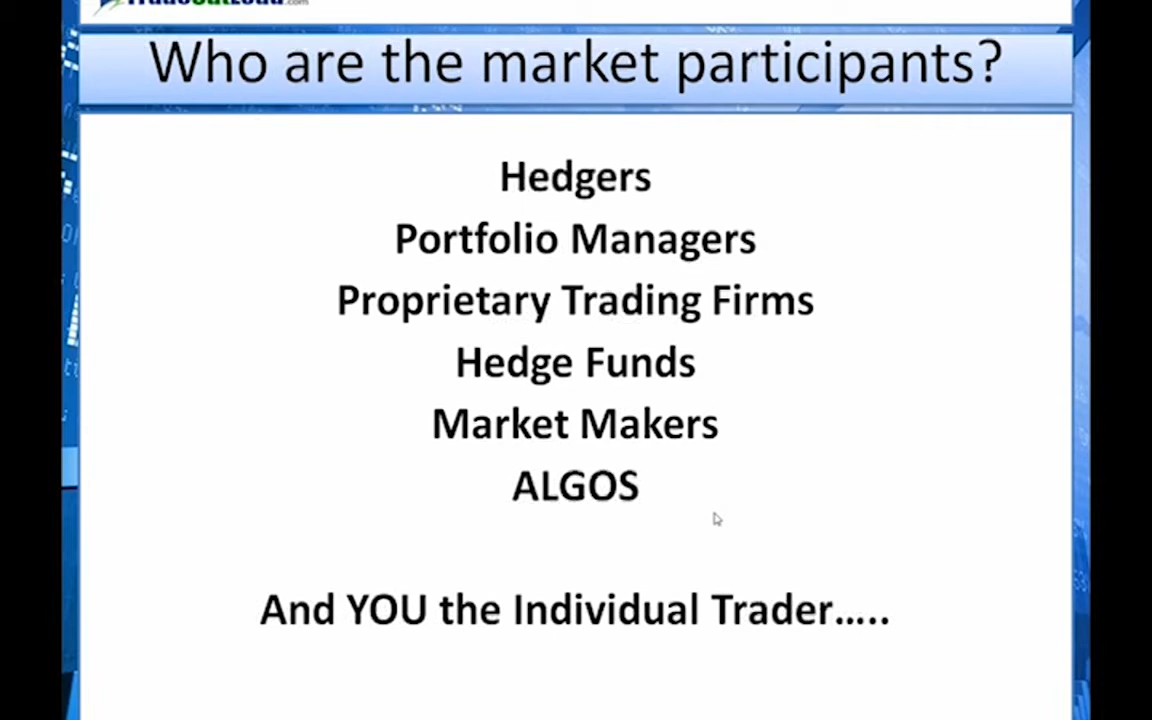 Who are the market participants?
Hedgers
Portfolio Managers
Proprietary Trading Firms
Hedge Funds
Market Makers
ALGOS
And YOU the Individual Trader…..